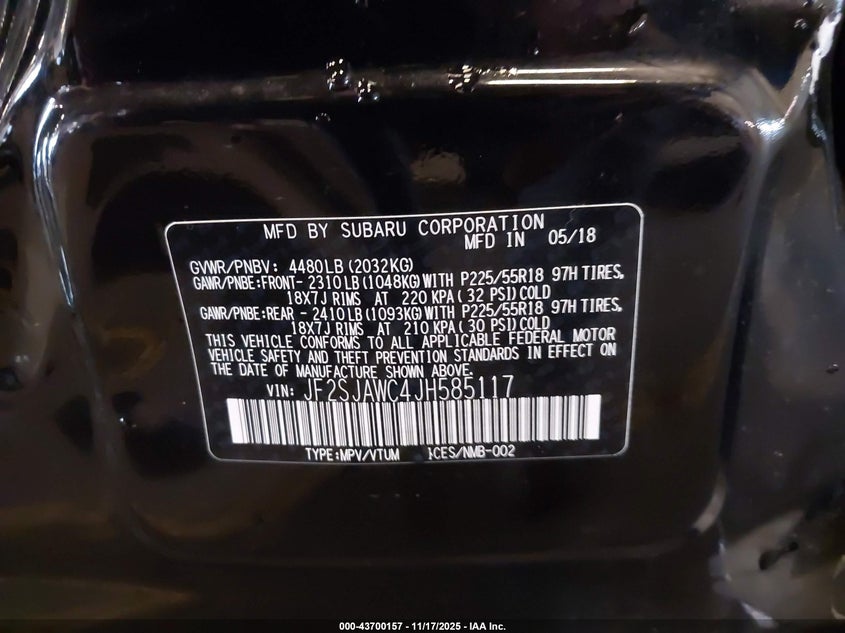 MFD BY SUBARU CORPORATION
MFD IN 05/18
GVWR/PNBV: 4480LB (2032KG)
GAWR/PNBE:FRONT- 2310LB (1048KG) WITH P225/55R18 97H TIRES,
18X7J RIMS AT 220 KPA ( 32 PSI) COLD
GAWR/PNBE:REAR - 2410LB (1093KG) WITH P225/55R18 97H TIRES,
18X7J RIMS AT 210 KPA ( 30 PSI) COLD
THIS VEHICLE CONFORMS TO ALL APPLICABLE FEDERAL MOTOR
VEHICLE SAFETY AND THEFT PREVENTION STANDARDS IN EFFECT ON
THE DATE OF MANUFACTURE SHOWN ABOVE.
VIN: JF2SJAWC4JH585117
TYPE:MPV/VTUM ICES/NMB-002
000-43700157 - 11/17/2025 - IAA Inc.